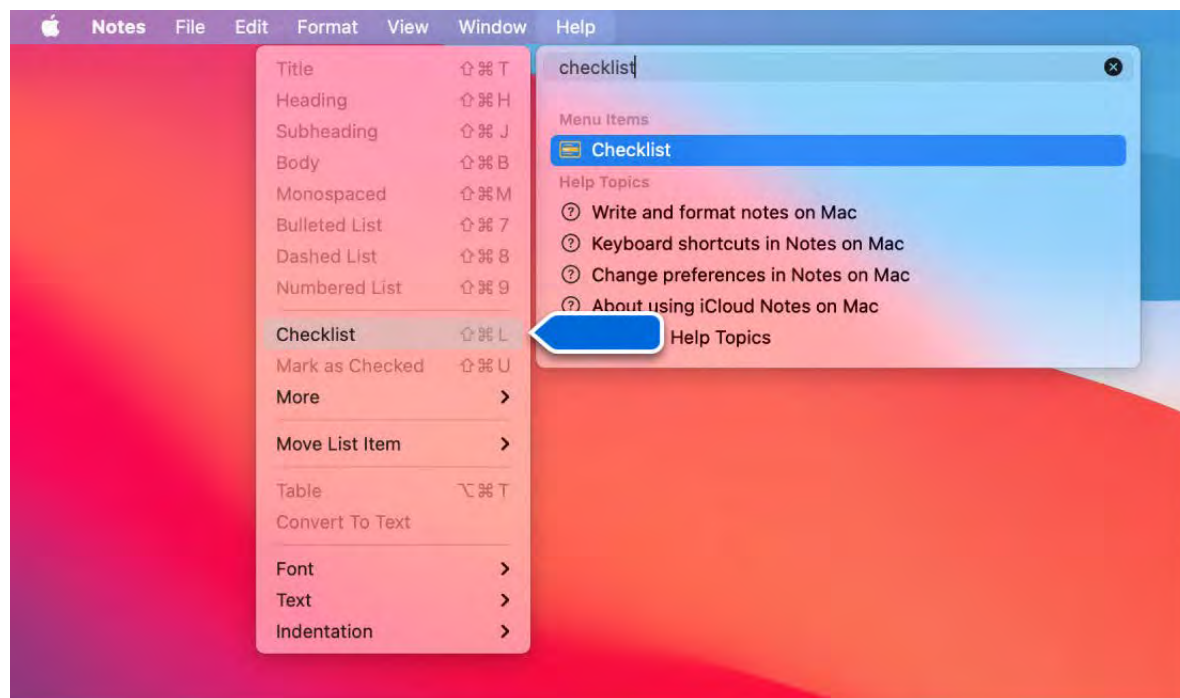 Notes File Edit Format View Window Help
Title ⇧⌘T
Heading ⇧⌘H
Subheading ⇧⌘J
Body ⇧⌘B
Monospaced ⇧⌘M
Bulleted List ⇧⌘7
Dashed List ⇧⌘8
Numbered List ⇧⌘9
Checklist ⇧⌘L
Mark as Checked ⇧⌘U
More
Move List Item
Table ⌥⌘T
Convert To Text
Font
Text
Indentation
checklist
Menu Items
Checklist
Help Topics
Write and format notes on Mac
Keyboard shortcuts in Notes on Mac
Change preferences in Notes on Mac
About using iCloud Notes on Mac
Help Topics